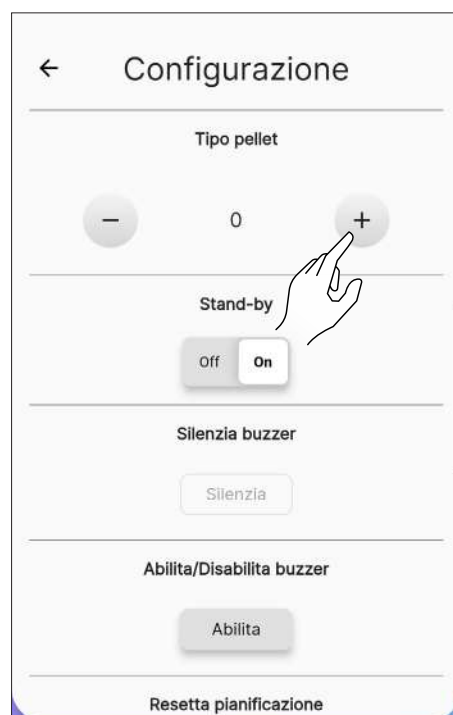 ← Configurazione
Tipo pellet
− 0 +
Stand-by
Off On
Silenzia buzzer
Silenzia
Abilita/Disabilita buzzer
Abilita
Resetta pianificazione